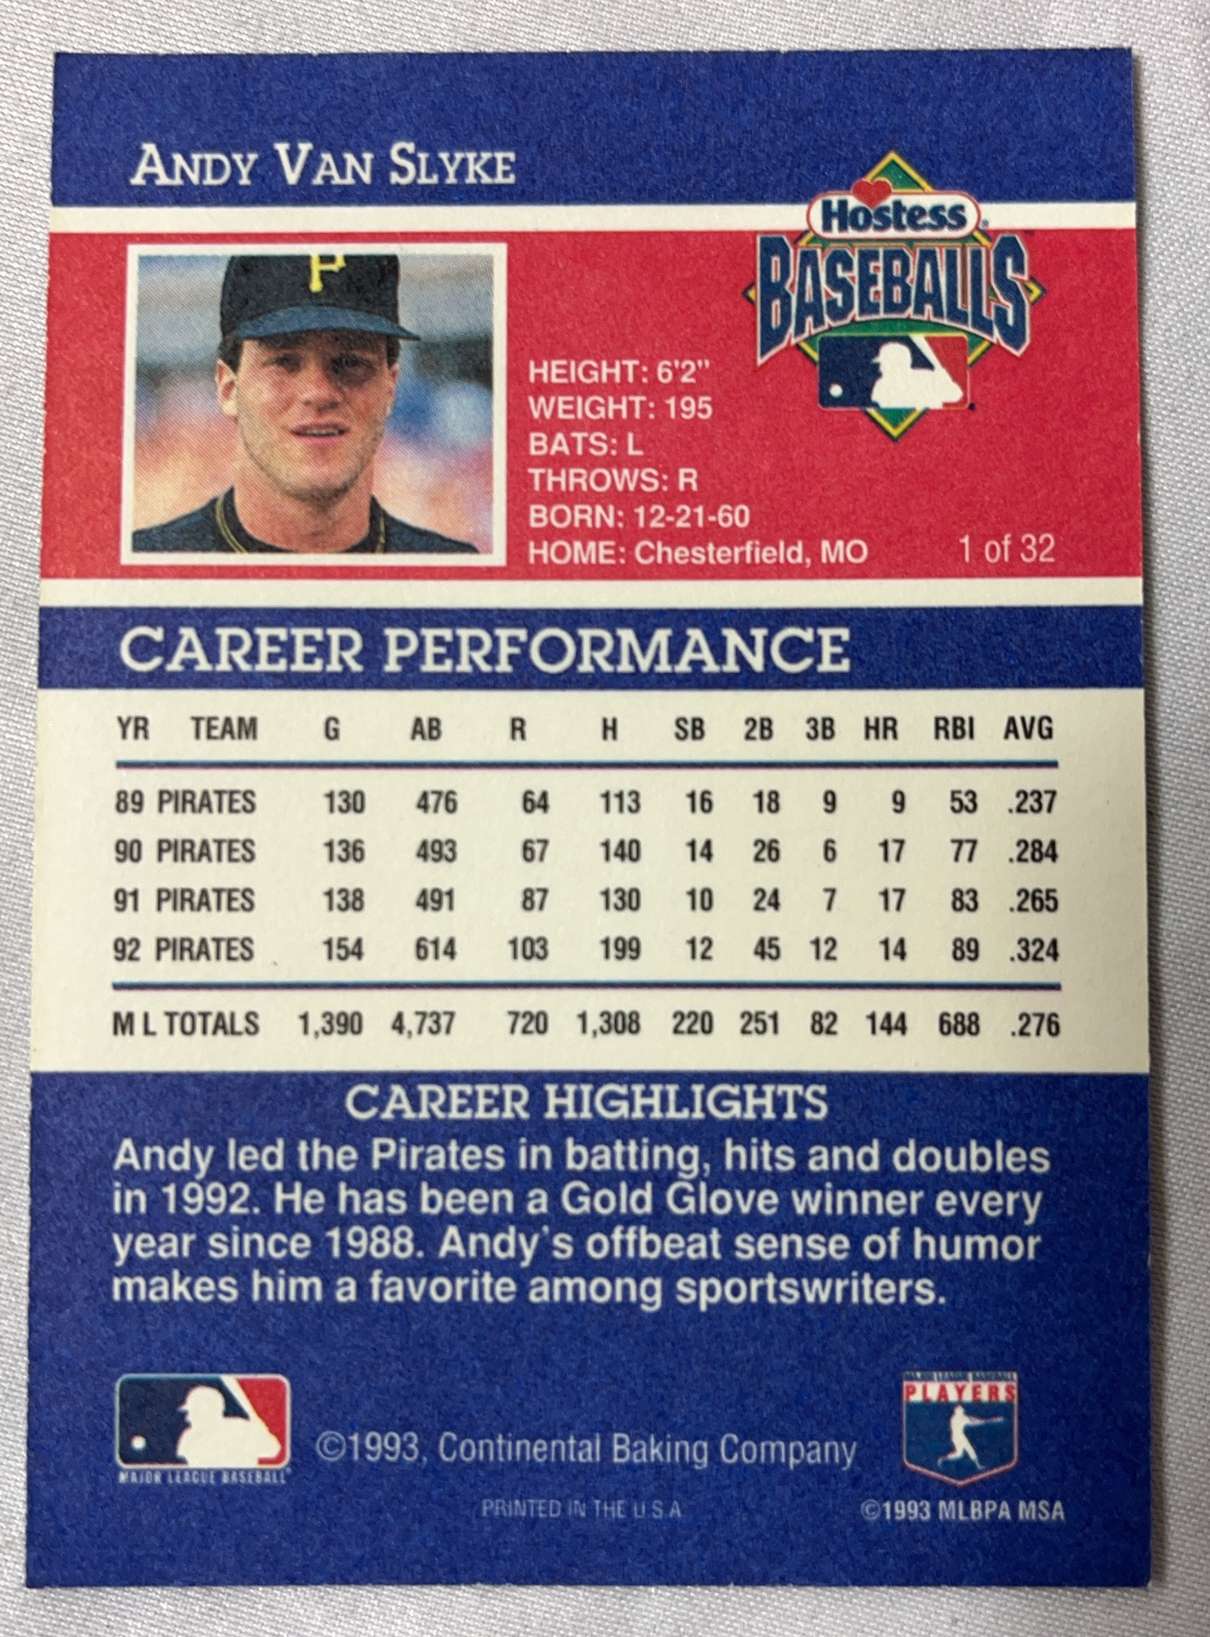 ANDY VAN SLYKE
Hostess
BASEBALLS
P
HEIGHT: 6'2"
WEIGHT: 195
BATS: L
THROWS: R
BORN: 12-21-60
HOME: Chesterfield, MO
1 of 32
CAREER PERFORMANCE
YR TEAM G AB R H SB 2B 3B HR RBI AVG
89 PIRATES 130 476 64 113 16 18 9 9 53 .237
90 PIRATES 136 493 67 140 14 26 6 17 77 .284
91 PIRATES 138 491 87 130 10 24 7 17 83 .265
92 PIRATES 154 614 103 199 12 45 12 14 89 .324
M L TOTALS 1,390 4,737 720 1,308 220 251 82 144 688 .276
CAREER HIGHLIGHTS
Andy led the Pirates in batting, hits and doubles
in 1992. He has been a Gold Glove winner every
year since 1988. Andy's offbeat sense of humor
makes him a favorite among sportswriters.
MAJOR LEAGUE BASEBALL
©1993, Continental Baking Company
MAJOR LEAGUE BASEBALL
PLAYERS
PRINTED IN THE U.S.A.
©1993 MLBPA MSA